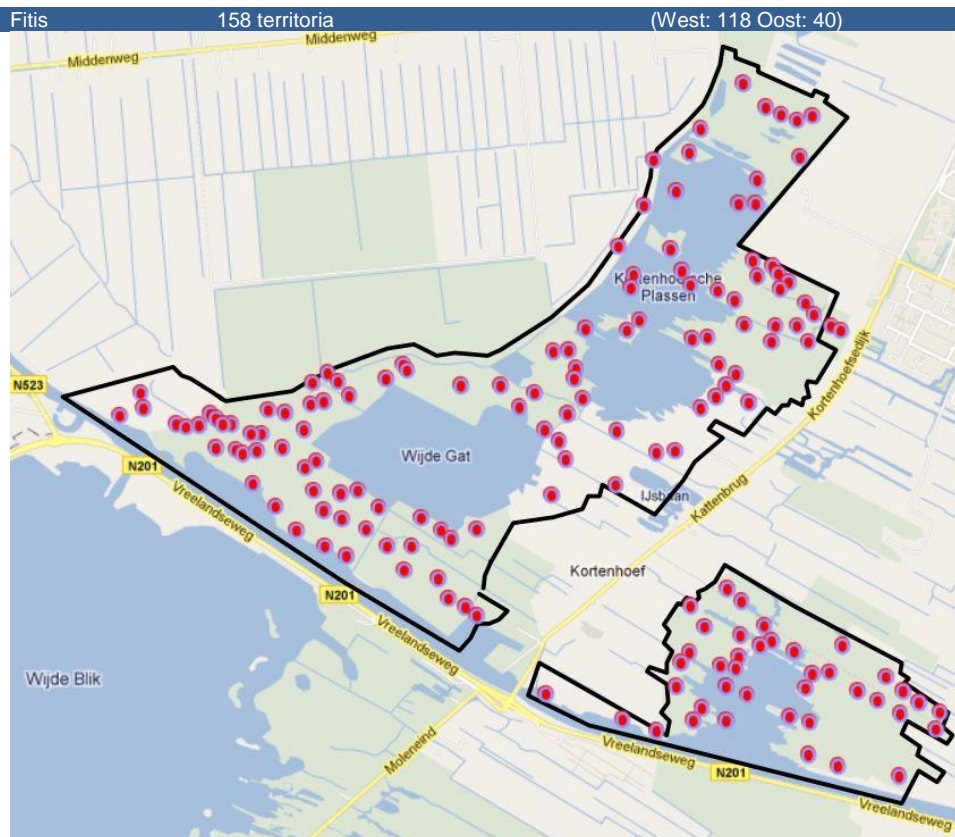 Fitis 158 territoria (West: 118 Oost: 40)
Middenweg
Middenweg
Kortenhoefsche
Plassen
N523
Kortenhoefsedijk
Wijde Gat
N201
Vreelandseweg
IJsbaan
Kattenbrug
Kortenhoef
N201
Vreelandseweg
Wijde Blik
Moleneind
Vreelandseweg
N201
Vreelandseweg